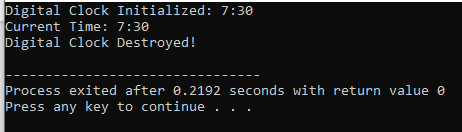 Digital Clock Initialized: 7:30
Current Time: 7:30
Digital Clock Destroyed!
--------------------------------
Process exited after 0.2192 seconds with return value 0
Press any key to continue . . .